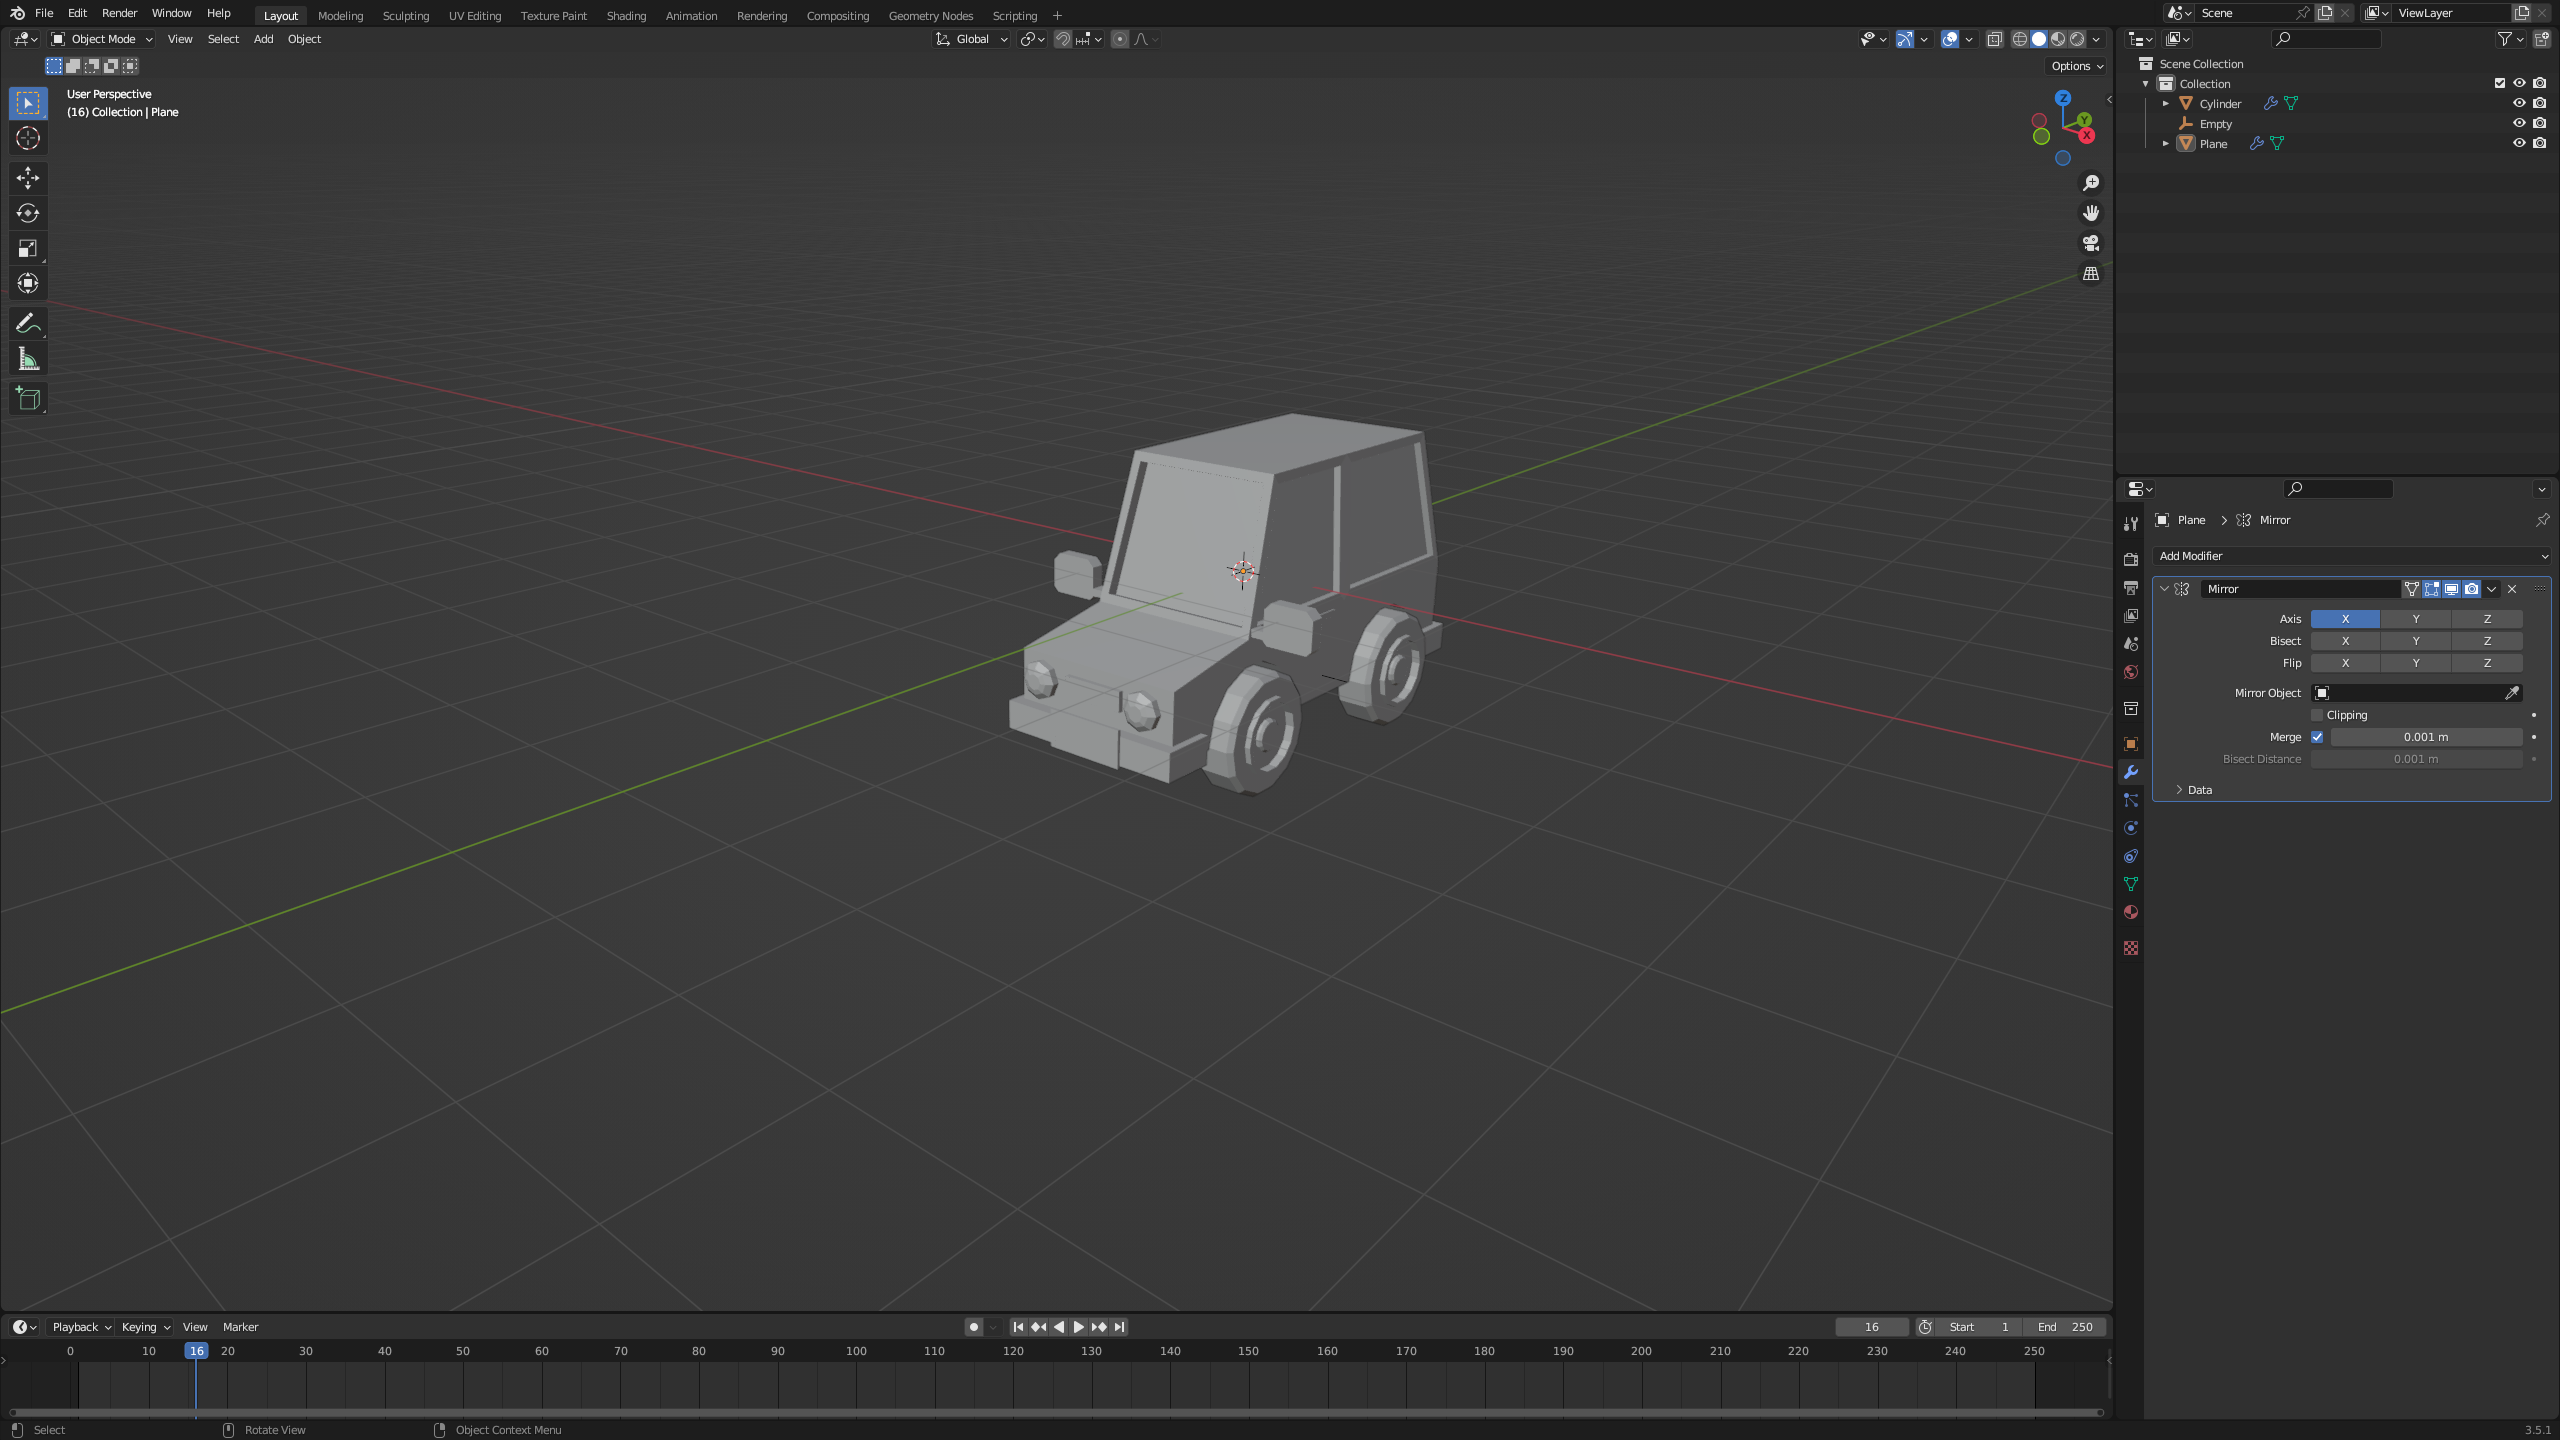 File Edit Render Window Help Layout Modeling Sculpting UV Editing Texture Paint Shading Animation Rendering Compositing Geometry Nodes Scripting + Scene ViewLayer
Object Mode View Select Add Object Global
Options
User Perspective
(16) Collection | Plane
Z
Y
X
Scene Collection
Collection
Cylinder
Empty
Plane
Plane > Mirror
Add Modifier
Mirror
Axis X Y Z
Bisect X Y Z
Flip X Y Z
Mirror Object
Clipping
Merge 0.001 m
Bisect Distance 0.001 m
Data
Playback Keying View Marker 16 Start 1 End 250
0 10 16 20 30 40 50 60 70 80 90 100 110 120 130 140 150 160 170 180 190 200 210 220 230 240 250
Select Rotate View Object Context Menu 3.5.1